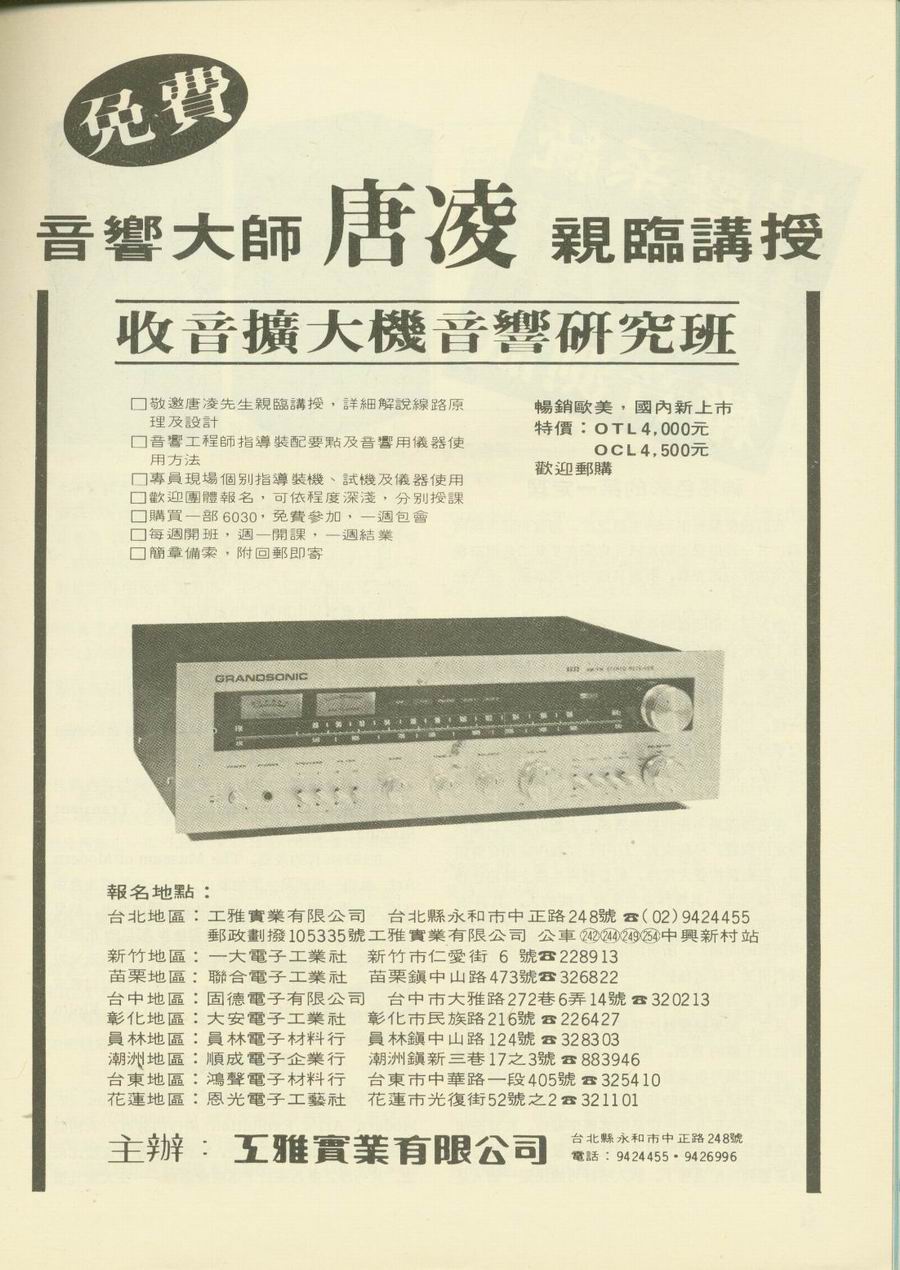 免費
音響大師 唐凌 親臨講授
收音擴大機音響研究班
□敬邀唐凌先生親臨講授，詳細解說線路原
理及設計
□音響工程師指導裝配要點及音響用儀器使
用方法
□專員現場個別指導裝機、試機及儀器使用
□歡迎團體報名，可依程度深淺，分別授課
□購買一部6030，免費參加，一週包會
□每週開班，週一開課，一週結業
□簡章備索，附回郵即寄
暢銷歐美，國內新上市
特價：OTL4,000元
OCL4,500元
歡迎郵購
GRANDSONIC
AM-FM STEREO RECEIVER
報名地點：
台北地區：工雅實業有限公司 台北縣永和市中正路248號☎(02)9424455
郵政劃撥105335號工雅實業有限公司 公車㊷244 249 254中興新村站
新竹地區：一大電子工業社 新竹市仁愛街 6 號☎228913
苗栗地區：聯合電子工業社 苗栗鎮中山路473號☎326822
台中地區：固德電子有限公司 台中市大雅路272巷6弄14號☎320213
彰化地區：大安電子工業社 彰化市民族路216號☎226427
員林地區：員林電子材料行 員林鎮中山路124號☎328303
潮洲地區：順成電子企業行 潮洲鎮新三巷17之3號☎883946
台東地區：鴻聲電子材料行 台東市中華路一段405號☎325410
花蓮地區：恩光電子工藝社 花蓮市光復街52號之2☎321101
主辦：工雅實業有限公司
台北縣永和市中正路248號
電話：9424455・9426996